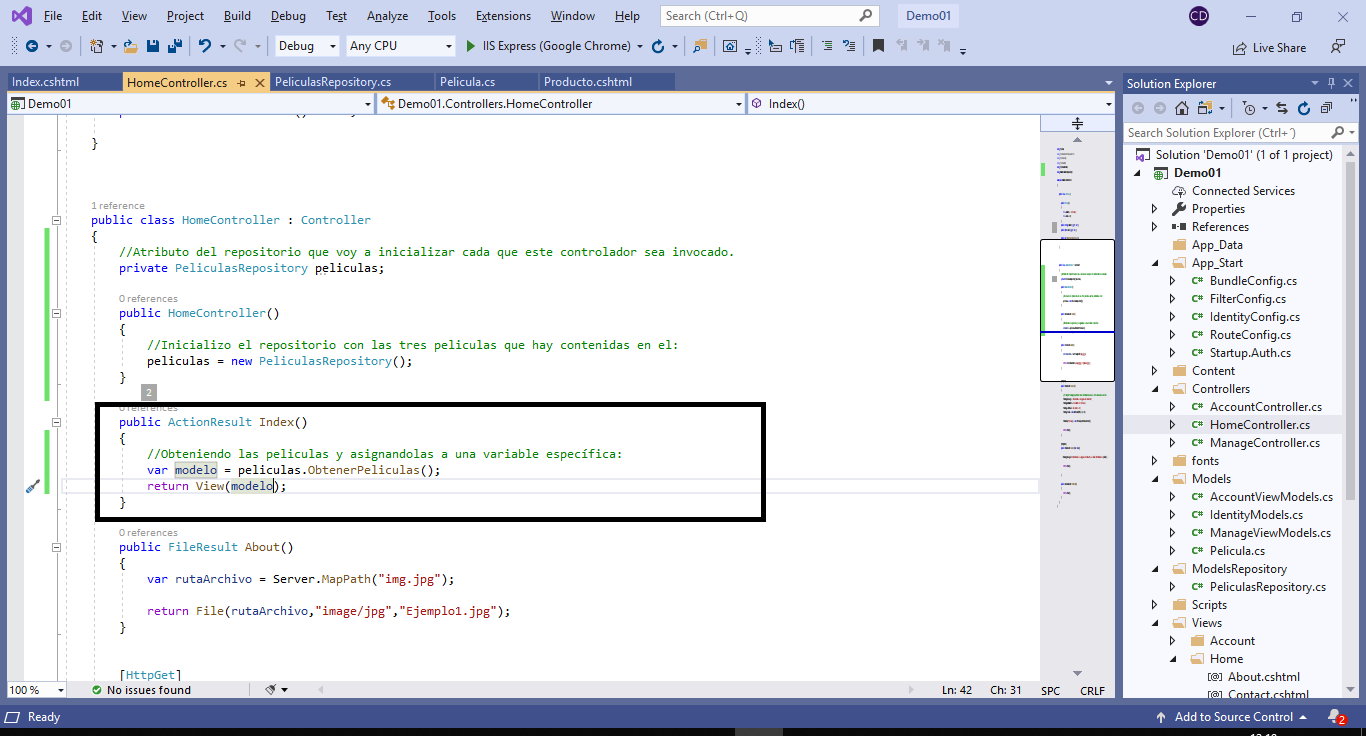 File Edit View Project Build Debug Test Analyze Tools Extensions Window Help Search (Ctrl+Q) Demo01 CD
Debug Any CPU IIS Express (Google Chrome) Live Share
Index.cshtml HomeController.cs PeliculasRepository.cs Pelicula.cs Producto.cshtml
Demo01 Demo01.Controllers.HomeController Index()
}
1 reference
public class HomeController : Controller
{
//Atributo del repositorio que voy a inicializar cada que este controlador sea invocado.
private PeliculasRepository peliculas;
0 references
public HomeController()
{
//Inicializo el repositorio con las tres peliculas que hay contenidas en el:
peliculas = new PeliculasRepository();
}
2
0 references
public ActionResult Index()
{
//Obteniendo las peliculas y asignandolas a una variable específica:
var modelo = peliculas.ObtenerPeliculas();
return View(modelo);
}
0 references
public FileResult About()
{
var rutaArchivo = Server.MapPath("img.jpg");
return File(rutaArchivo,"image/jpg","Ejemplo1.jpg");
}
[HttpGet]
100 % No issues found Ln: 42 Ch: 31 SPC CRLF
Solution Explorer
Search Solution Explorer (Ctrl+´)
Solution 'Demo01' (1 of 1 project)
Demo01
Connected Services
Properties
References
App_Data
App_Start
C# BundleConfig.cs
C# FilterConfig.cs
C# IdentityConfig.cs
C# RouteConfig.cs
C# Startup.Auth.cs
Content
Controllers
C# AccountController.cs
C# HomeController.cs
C# ManageController.cs
fonts
Models
C# AccountViewModels.cs
C# IdentityModels.cs
C# ManageViewModels.cs
C# Pelicula.cs
ModelsRepository
C# PeliculasRepository.cs
Scripts
Views
Account
Home
[@] About.cshtml
[@] Contact.cshtml
Ready Add to Source Control 2